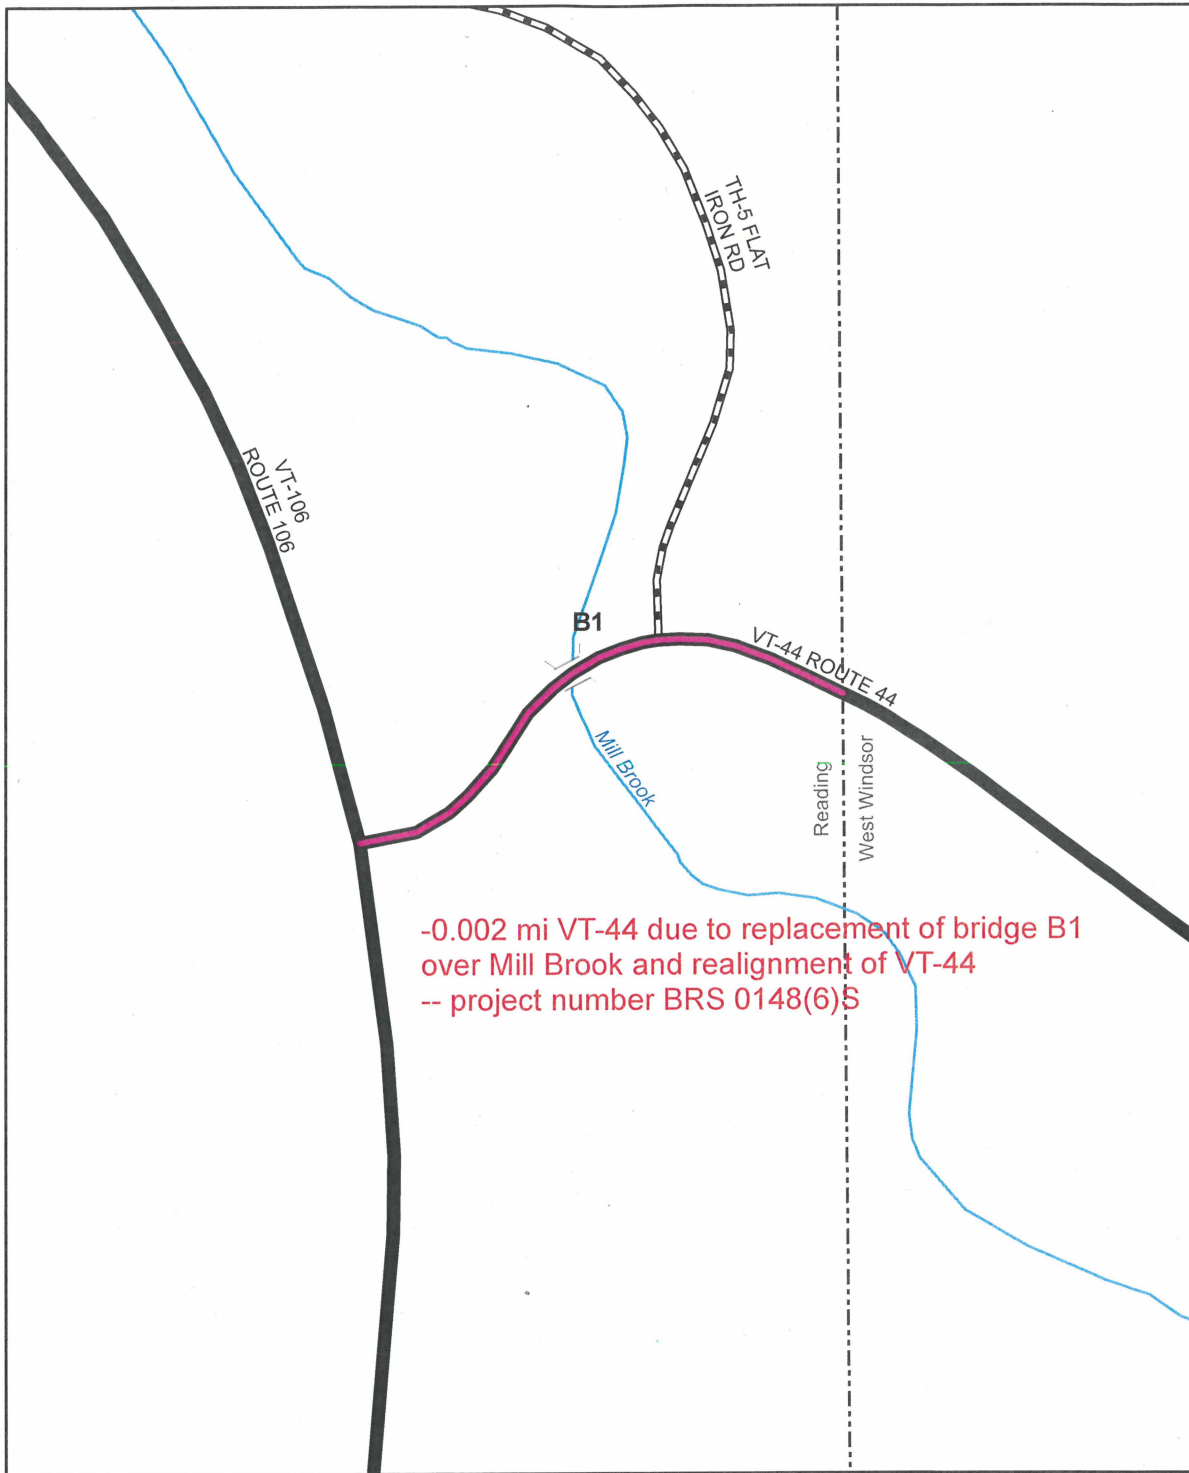 TH-5 FLAT
IRON RD
VT-106
ROUTE 106
B1
VT-44 ROUTE 44
Mill Brook
Reading
West Windsor
-0.002 mi VT-44 due to replacement of bridge B1
over Mill Brook and realignment of VT-44
-- project number BRS 0148(6)S